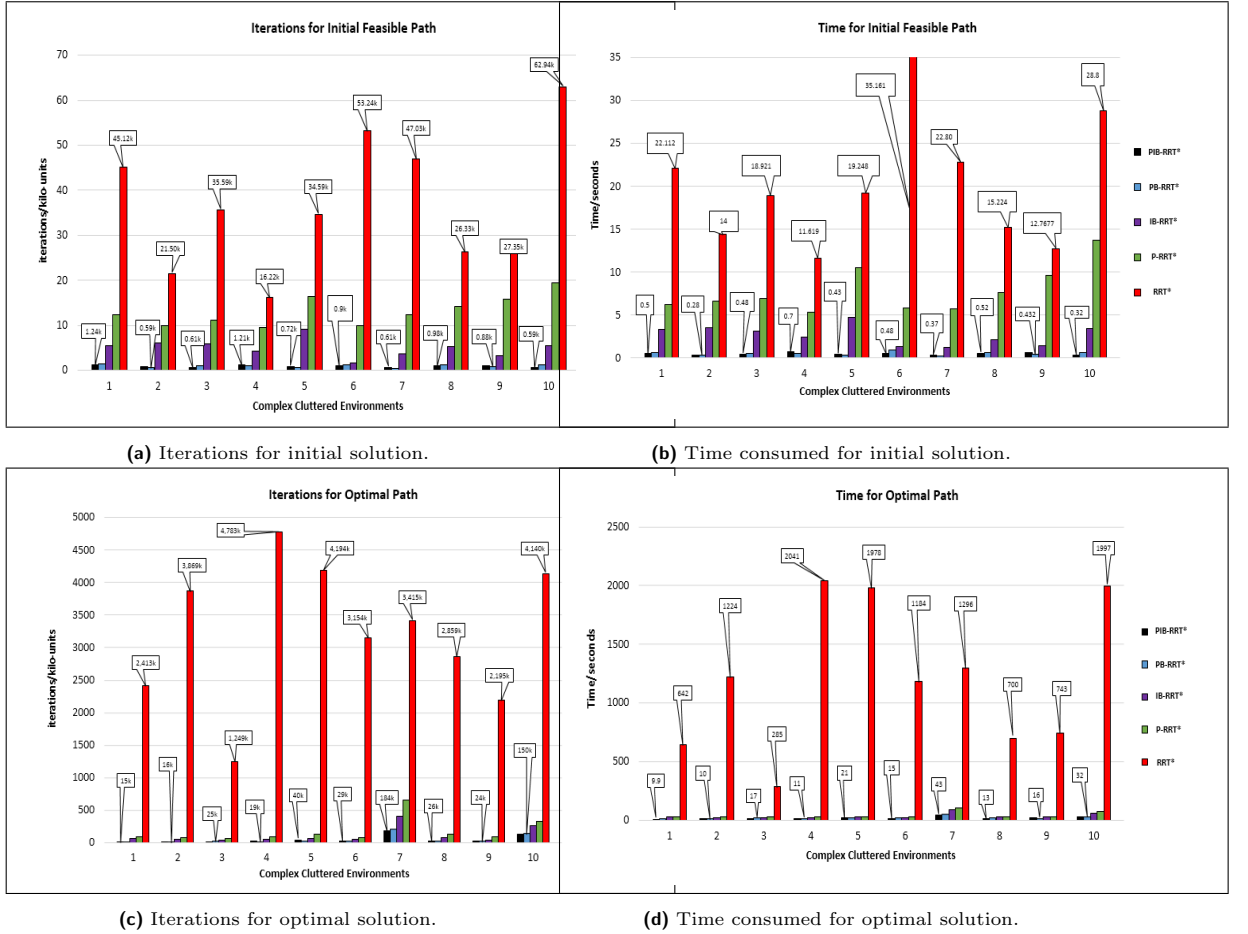 Iterations for Initial Feasible Path
iterations/kilo-units
70
60
50
40
30
20
10
0
45.12k
21.50k
35.59k
16.22k
34.59k
53.24k
47.03k
26.33k
27.35k
62.94k
1.24k
0.59k
0.61k
1.21k
0.72k
0.9k
0.61k
0.98k
0.88k
0.59k
1 2 3 4 5 6 7 8 9 10
Complex Cluttered Environments
(a) Iterations for initial solution.
Time for Initial Feasible Path
Time/seconds
35
30
25
20
15
10
5
0
22.112
14
18.921
11.619
19.248
35.161
22.80
15.224
12.7677
28.8
0.5
0.28
0.48
0.7
0.43
0.48
0.37
0.52
0.432
0.32
1 2 3 4 5 6 7 8 9 10
Complex Cluttered Environments
PIB-RRT*
PB-RRT*
IB-RRT*
P-RRT*
RRT*
(b) Time consumed for initial solution.
Iterations for Optimal Path
iterations/kilo-units
5000
4500
4000
3500
3000
2500
2000
1500
1000
500
0
2,413k
3,869k
1,249k
4,783k
4,194k
3,154k
3,415k
2,859k
2,195k
4,140k
15k
16k
25k
19k
40k
29k
184k
26k
24k
150k
1 2 3 4 5 6 7 8 9 10
Complex Cluttered Environments
(c) Iterations for optimal solution.
Time for Optimal Path
Time/seconds
2500
2000
1500
1000
500
0
642
1224
285
2041
1978
1184
1296
700
743
1997
9.9
10
17
11
21
15
43
13
16
32
1 2 3 4 5 6 7 8 9 10
Complex Cluttered Environments
PIB-RRT*
PB-RRT*
IB-RRT*
P-RRT*
RRT*
(d) Time consumed for optimal solution.